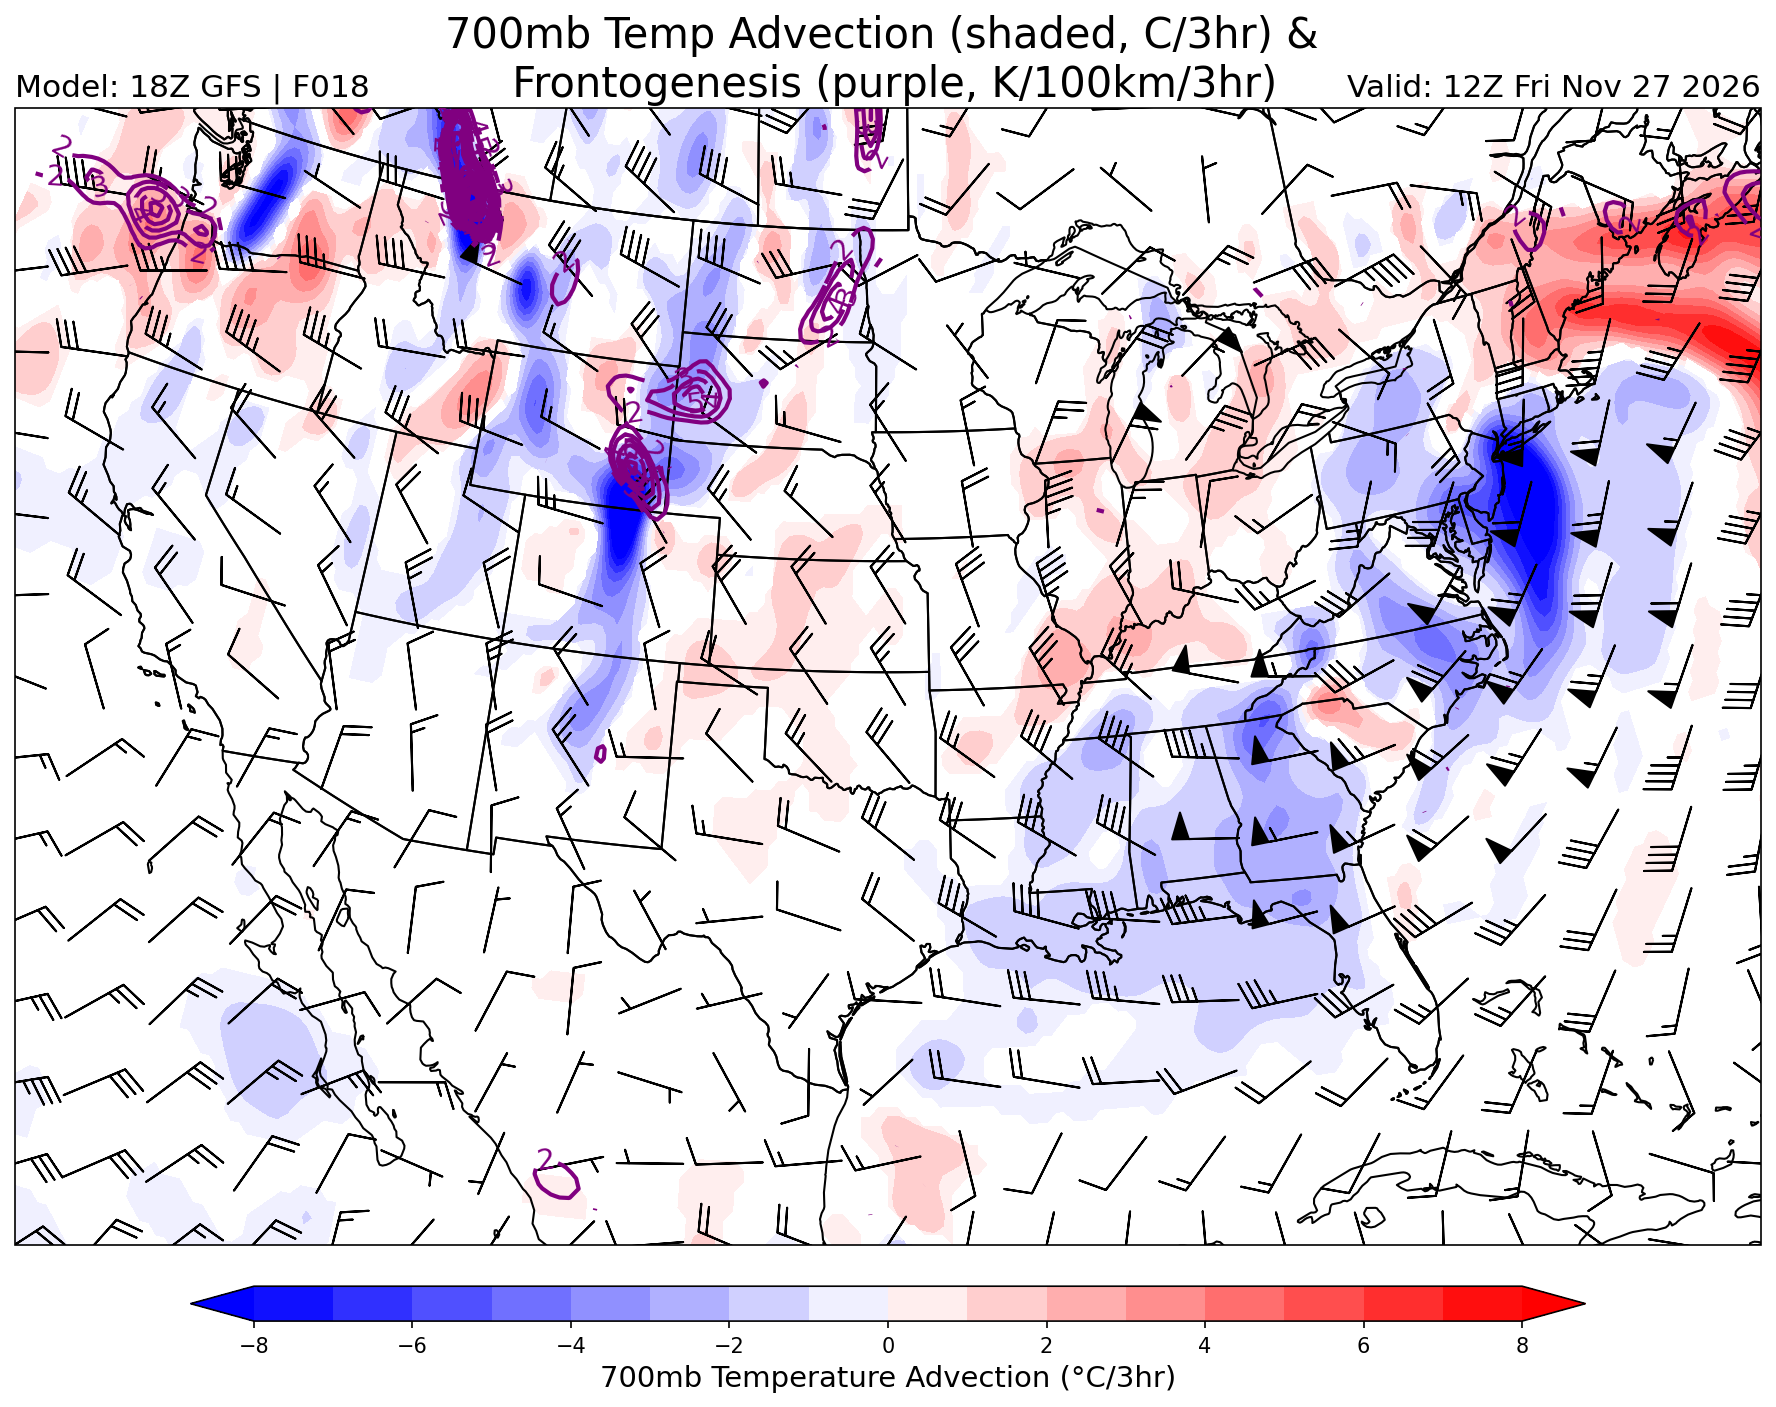 700mb Temp Advection (shaded, C/3hr) &
Model: 18Z GFS | F018
Frontogenesis (purple, K/100km/3hr)
Valid: 12Z Fri Nov 27 2026
−8 −6 −4 −2 0 2 4 6 8
700mb Temperature Advection (°C/3hr)